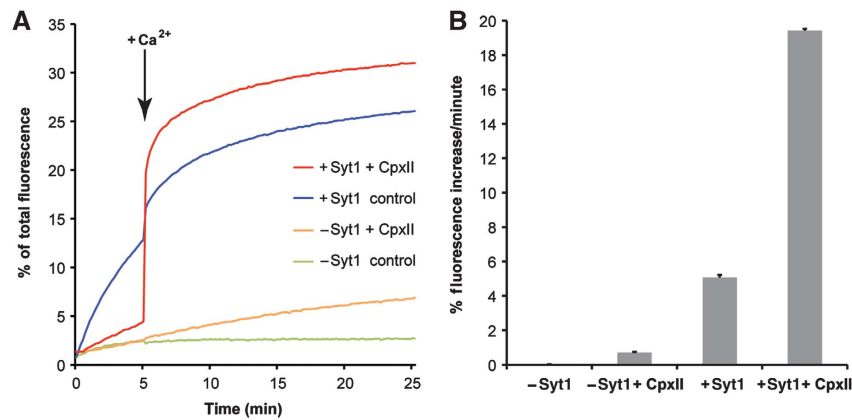 A
+Ca²⁺
% of total fluorescence
35
30
25
20
15
10
5
0
0
5
10
15
20
25
Time (min)
+Syt1 + CpxII
+Syt1 control
–Syt1 + CpxII
–Syt1 control
B
% fluorescence increase/minute
20
18
16
14
12
10
8
6
4
2
0
–Syt1
–Syt1 + CpxII
+Syt1
+Syt1 + CpxII